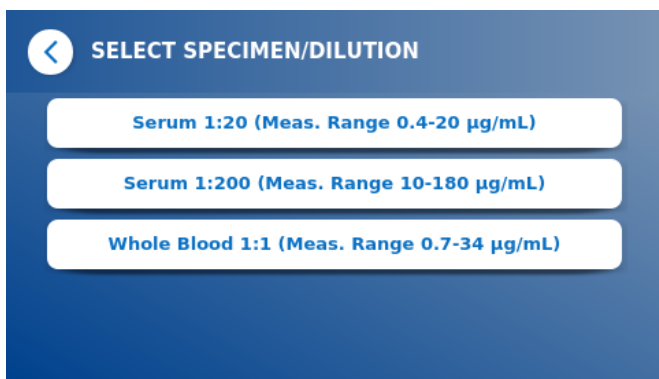 SELECT SPECIMEN/DILUTION
Serum 1:20 (Meas. Range 0.4-20 µg/mL)
Serum 1:200 (Meas. Range 10-180 µg/mL)
Whole Blood 1:1 (Meas. Range 0.7-34 µg/mL)